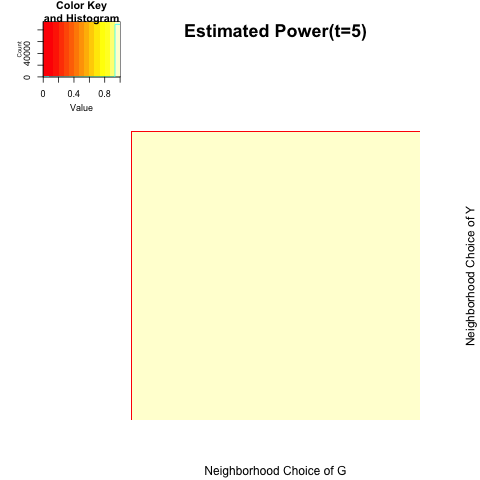 Color Key
and Histogram
Estimated Power(t=5)
Count
0 40000
0 0.4 0.8
Value
Neighborhood Choice of Y
Neighborhood Choice of G